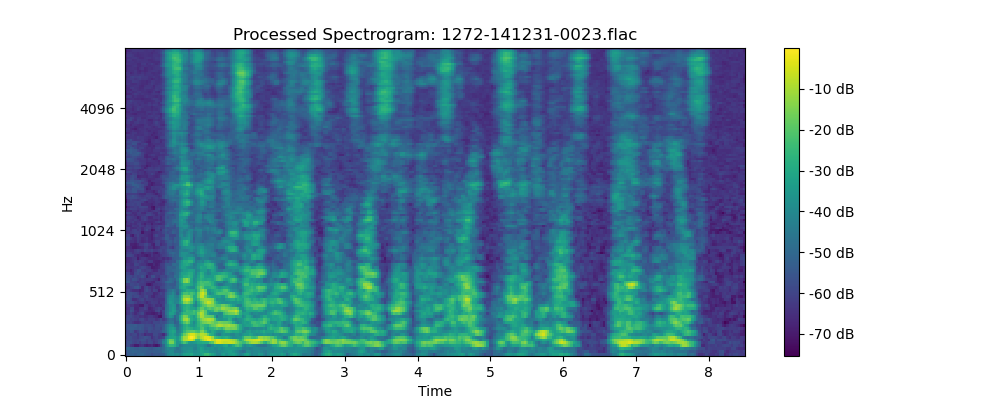 Processed Spectrogram: 1272-141231-0023.flac
Hz
4096
2048
1024
512
0
0 1 2 3 4 5 6 7 8
Time
-10 dB
-20 dB
-30 dB
-40 dB
-50 dB
-60 dB
-70 dB